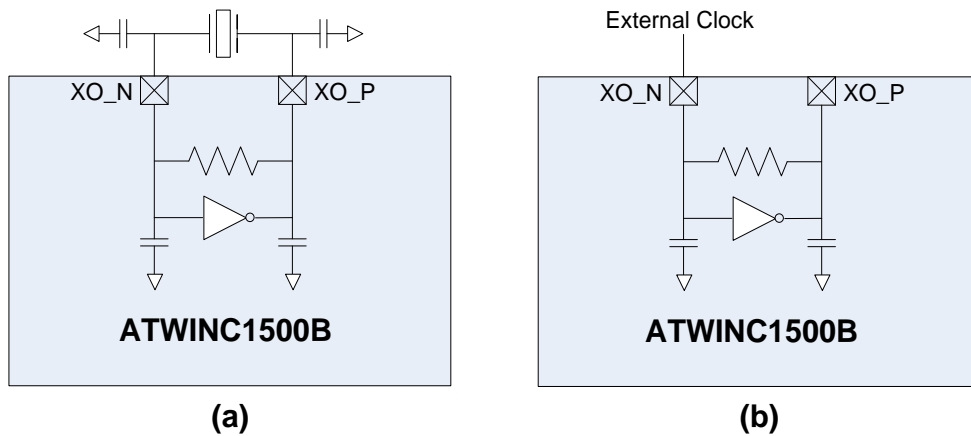 External Clock
XO_N
XO_P
XO_N
XO_P
ATWINC1500B
ATWINC1500B
(a)
(b)